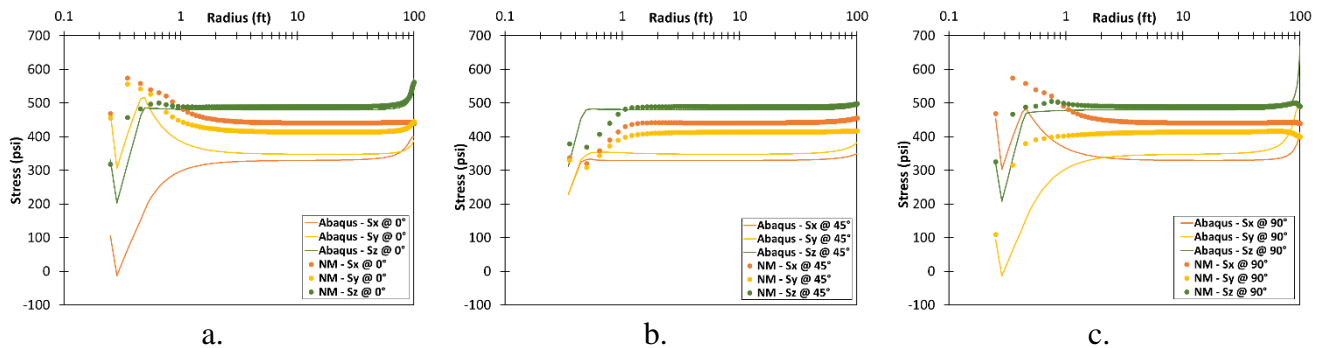 Radius (ft)
0.1 1 10 100
700
600
500
400
300
200
100
0
-100
Stress (psi)
Abaqus - Sx @ 0°
Abaqus - Sy @ 0°
Abaqus - Sz @ 0°
NM - Sx @ 0°
NM - Sy @ 0°
NM - Sz @ 0°
a.
Radius (ft)
0.1 1 10 100
700
600
500
400
300
200
100
0
-100
Stress (psi)
Abaqus - Sx @ 45°
Abaqus - Sy @ 45°
Abaqus - Sz @ 45°
NM - Sx @ 45°
NM - Sy @ 45°
NM - Sz @ 45°
b.
Radius (ft)
0.1 1 10 100
700
600
500
400
300
200
100
0
-100
Stress (psi)
Abaqus - Sx @ 90°
Abaqus - Sy @ 90°
Abaqus - Sz @ 90°
NM - Sx @ 90°
NM - Sy @ 90°
NM - Sz @ 90°
c.